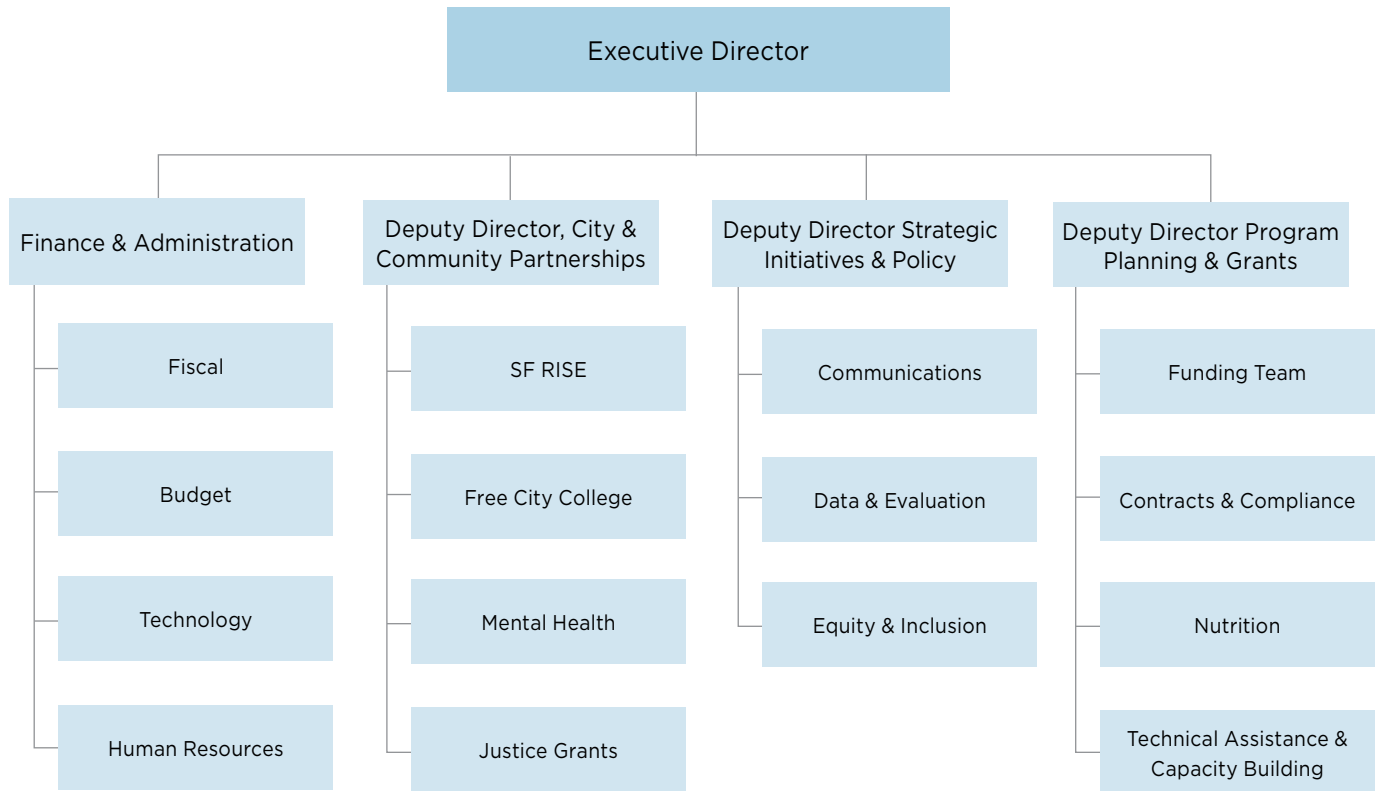 Executive Director
Finance & Administration
Fiscal
Budget
Technology
Human Resources
Deputy Director, City &
Community Partnerships
SF RISE
Free City College
Mental Health
Justice Grants
Deputy Director Strategic
Initiatives & Policy
Communications
Data & Evaluation
Equity & Inclusion
Deputy Director Program
Planning & Grants
Funding Team
Contracts & Compliance
Nutrition
Technical Assistance &
Capacity Building